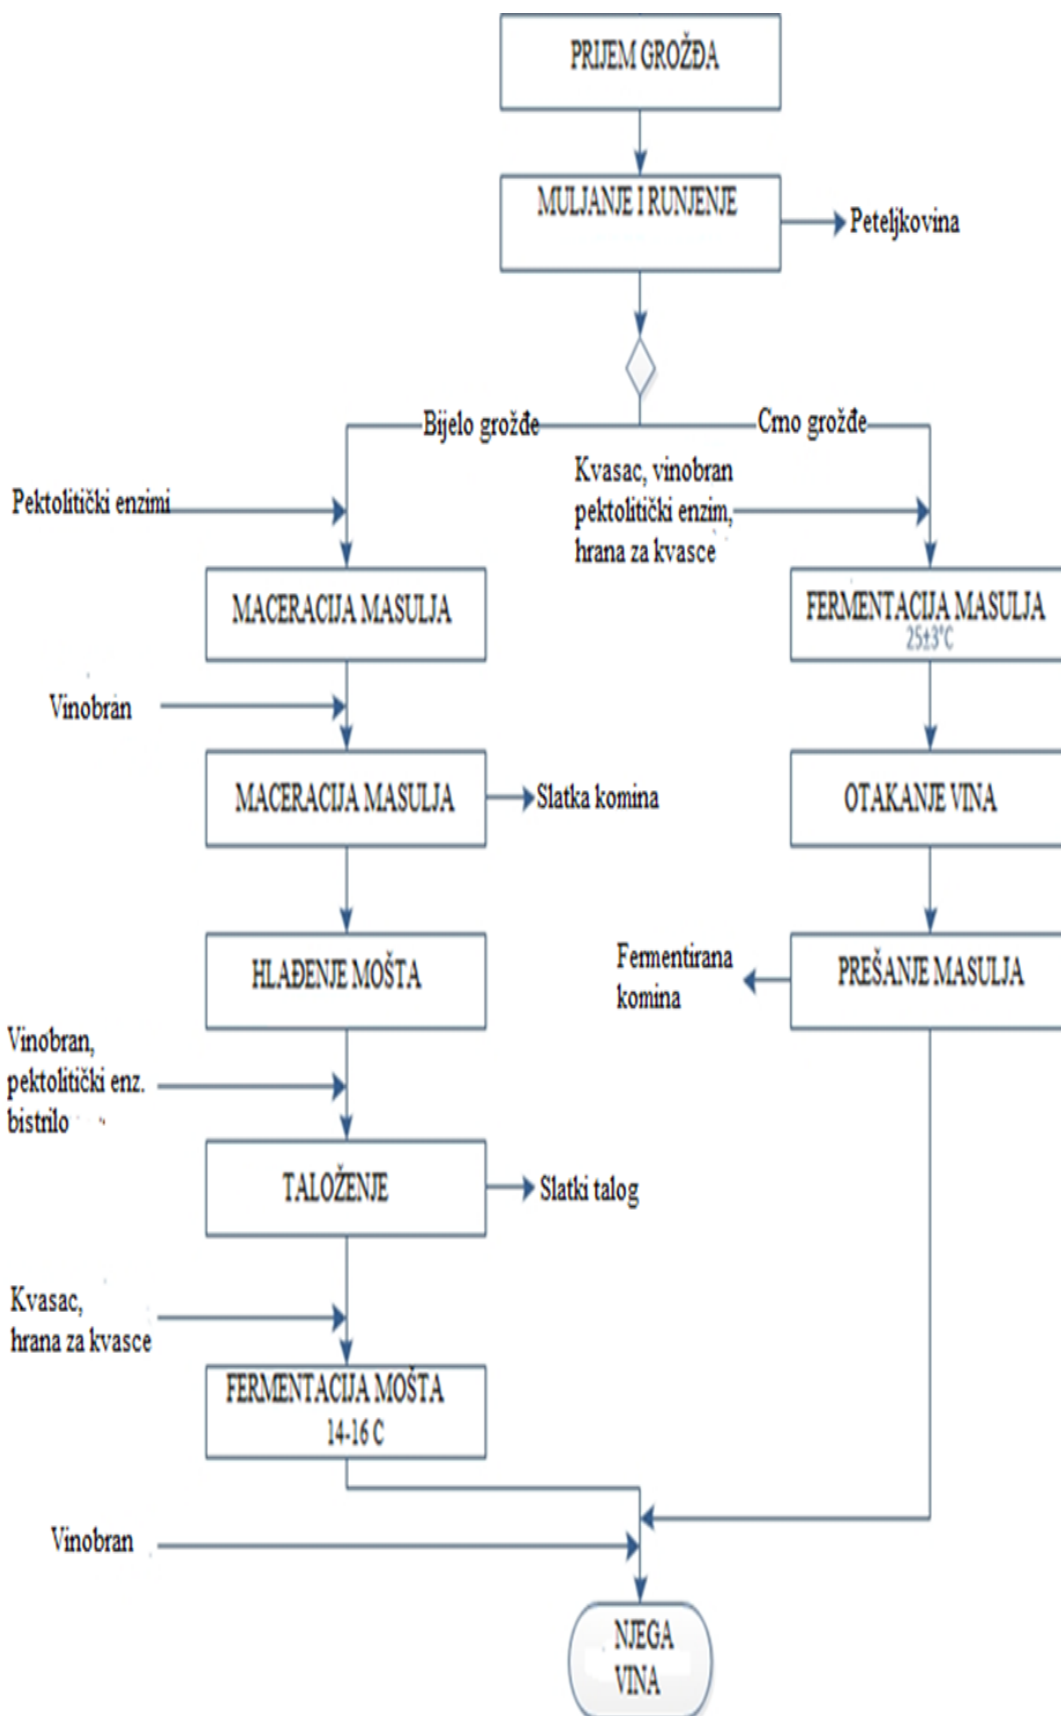 PRIJEM GROŽĐA
MULJANJE I RUNJENJE
Peteljkovina
Bijelo grožđe
Crno grožđe
Pektolitički enzimi
Kvasac, vinobran
pektolitički enzim,
hrana za kvasce
MACERACIJA MASULJA
FERMENTACIJA MASULJA
25±3°C
Vinobran
MACERACIJA MASULJA
Slatka komina
OTAKANJE VINA
HLAĐENJE MOŠTA
Fermentirana
komina
PREŠANJE MASULJA
Vinobran,
pektolitički enz.
bistrilo
TALOŽENJE
Slatki talog
Kvasac,
hrana za kvasce
FERMENTACIJA MOŠTA
14-16 C
Vinobran
NJEGA
VINA